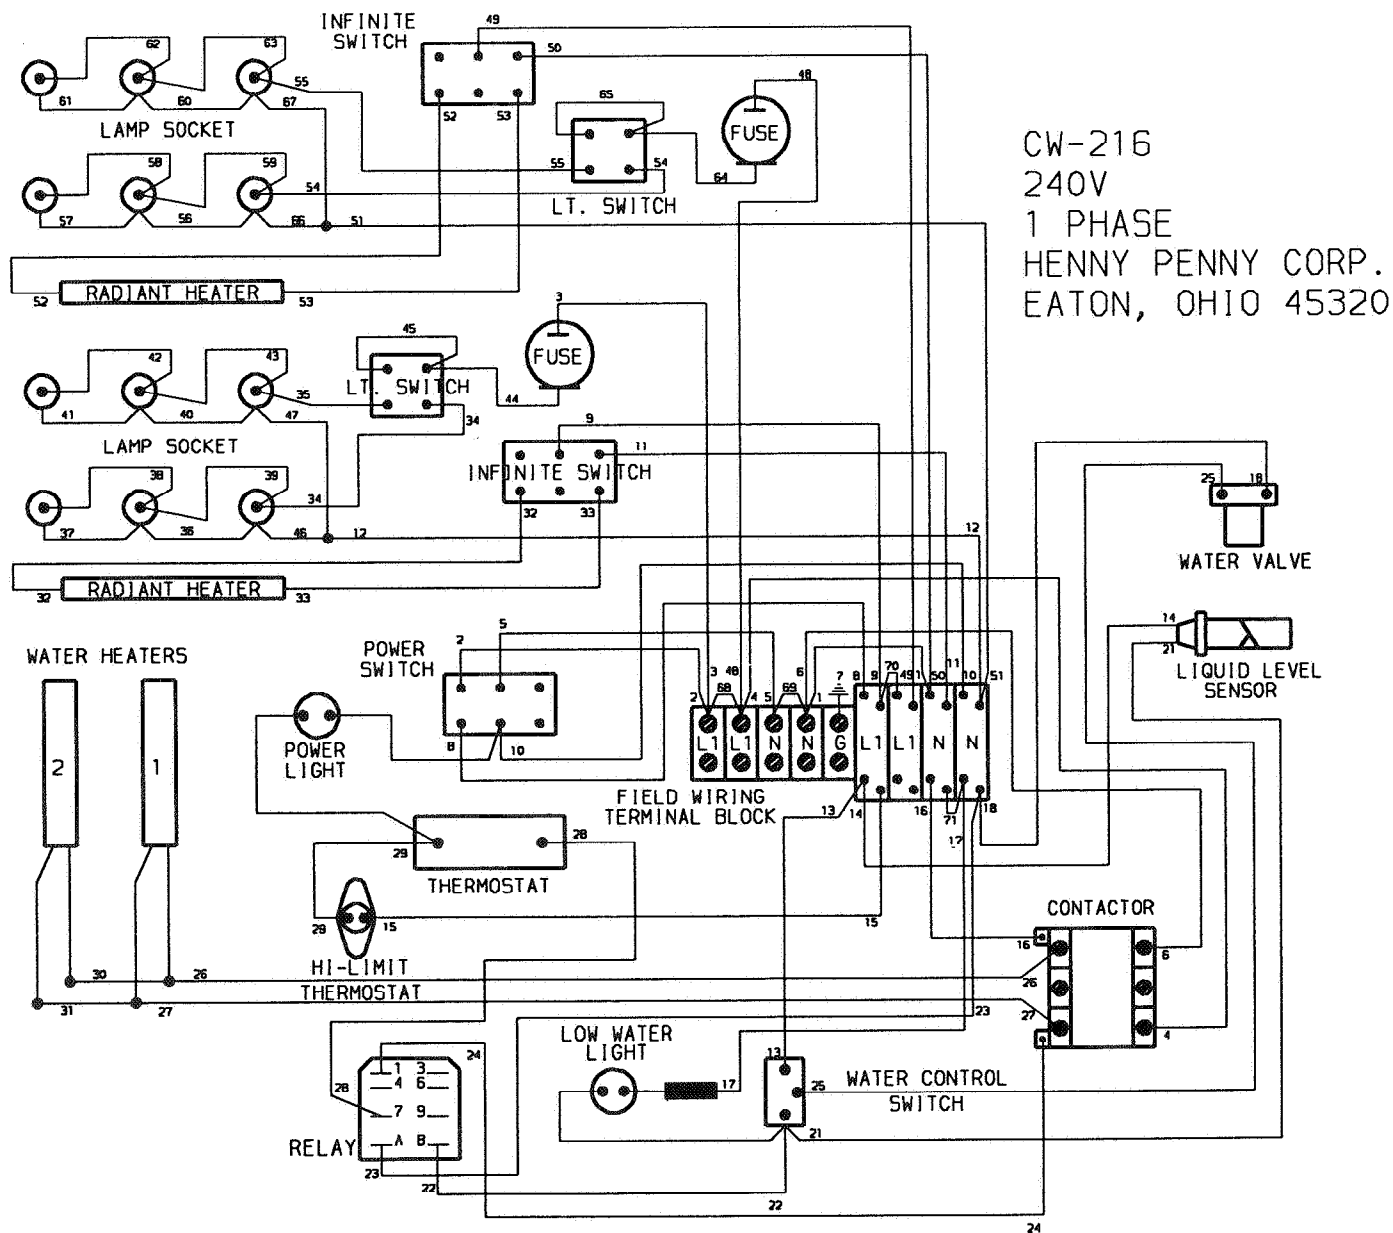 INFINITE
SWITCH
49
50
62
63
55
61
60
67
LAMP SOCKET
52
53
65
48
FUSE
55
54
64
LT. SWITCH
58
59
54
57
56
66
51
52
RADIANT HEATER
53
CW-216
240V
1 PHASE
HENNY PENNY CORP.
EATON, OHIO 45320
3
FUSE
45
LT. SWITCH
44
34
42
43
35
41
40
47
LAMP SOCKET
9
11
INFINITE SWITCH
32
33
38
39
34
37
36
46
12
12
32
RADIANT HEATER
33
25
18
WATER VALVE
14
21
LIQUID LEVEL
SENSOR
WATER HEATERS
2
1
POWER
SWITCH
2
5
8
10
POWER
LIGHT
2
3
68
48
4
5
69
6
1
7
8
9
70
49
1
50
11
10
51
L1
L1
N
N
G
L1
L1
N
N
FIELD WIRING
TERMINAL BLOCK
13
14
16
71
17
18
29
28
THERMOSTAT
29
15
15
HI-LIMIT
THERMOSTAT
30
26
31
27
CONTACTOR
16
6
26
27
4
23
24
LOW WATER
LIGHT
17
13
25
WATER CONTROL
SWITCH
21
28
1 3
4 6
7 9
A B
RELAY
23
22
22
24